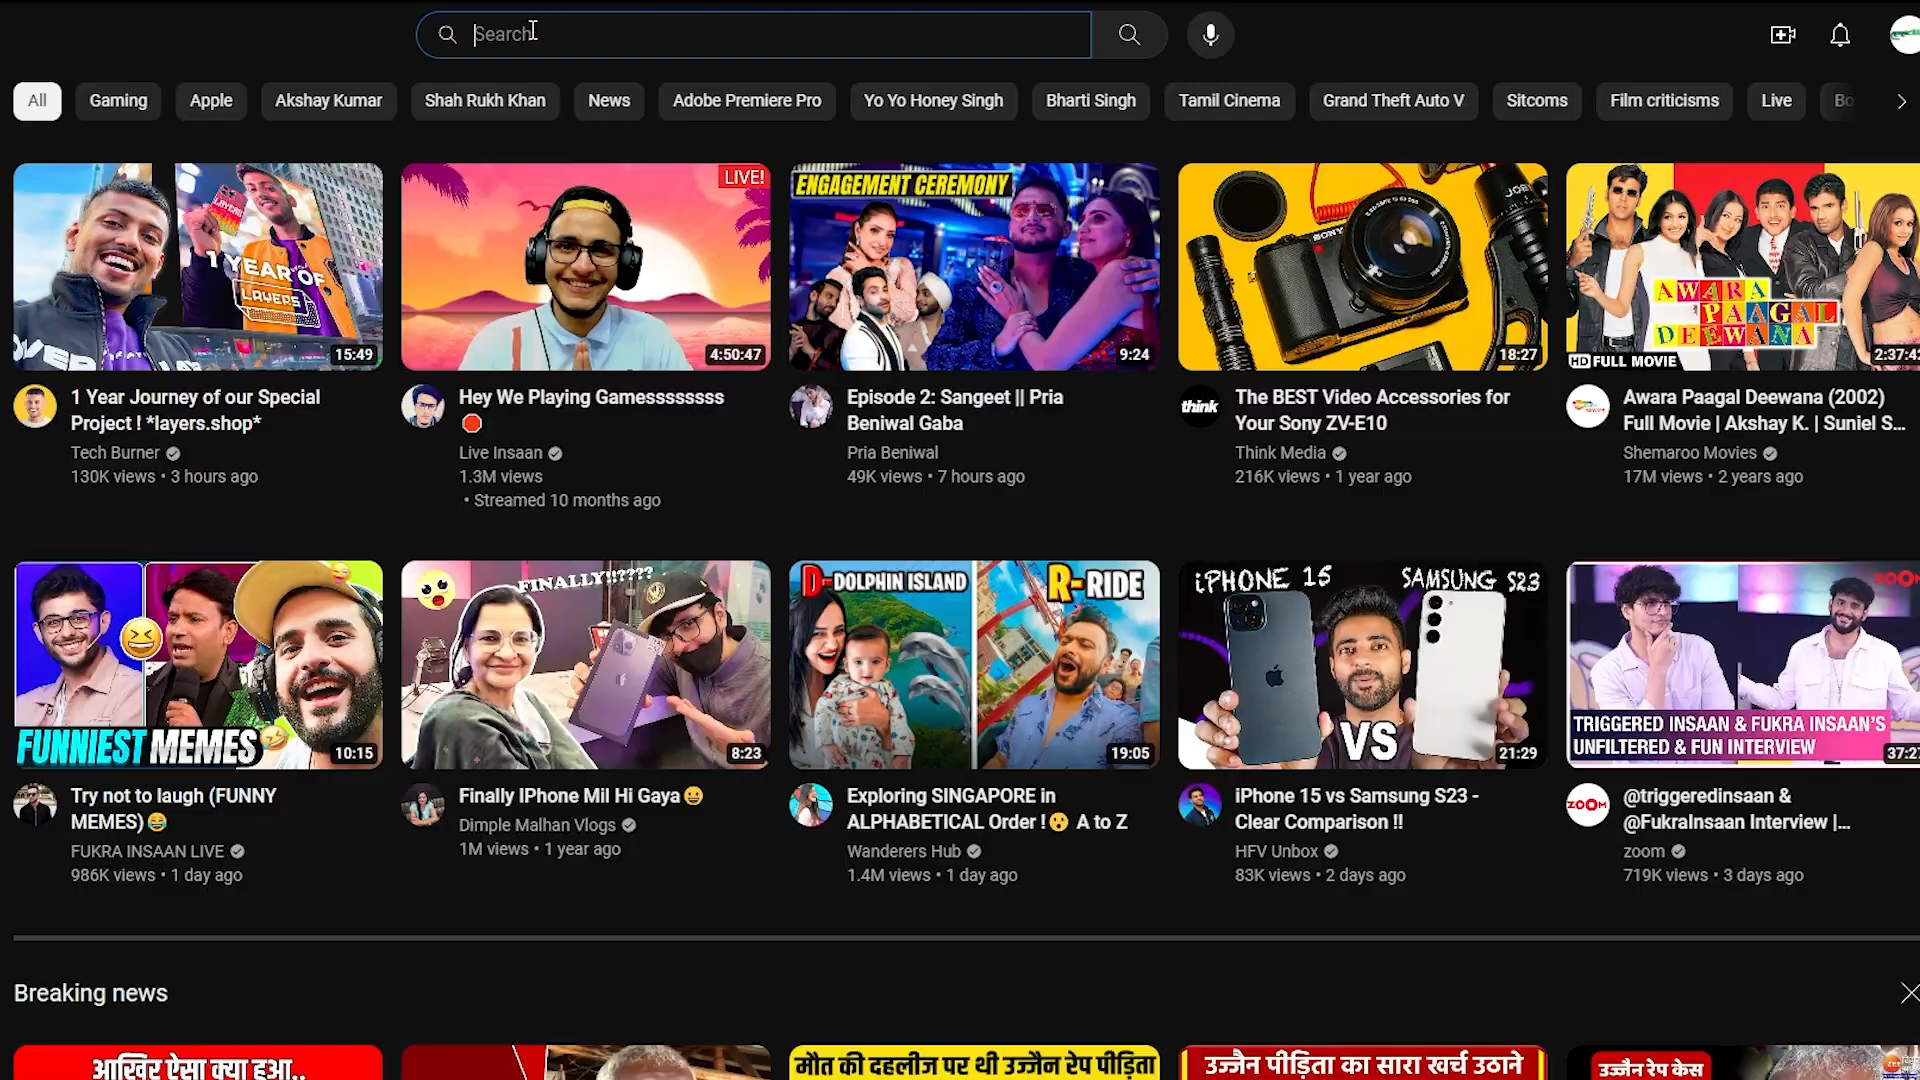 Search
All
Gaming
Apple
Akshay Kumar
Shah Rukh Khan
News
Adobe Premiere Pro
Yo Yo Honey Singh
Bharti Singh
Tamil Cinema
Grand Theft Auto V
Sitcoms
Film criticisms
Live
Bo
LAYERS
1 YEAR OF
LAYERS
OVER
15:49
LIVE!
4:50:47
ENGAGEMENT CEREMONY
9:24
SONY
JOBY
18:27
AWARA
PAAGAL
DEEWANA
HD FULL MOVIE
2:37:42
1 Year Journey of our Special
Project ! *layers.shop*
Tech Burner
130K views • 3 hours ago
Hey We Playing Gamesssssssss
🛑
Live Insaan
1.3M views
• Streamed 10 months ago
Episode 2: Sangeet || Pria
Beniwal Gaba
Pria Beniwal
49K views • 7 hours ago
think
The BEST Video Accessories for
Your Sony ZV-E10
Think Media
216K views • 1 year ago
Awara Paagal Deewana (2002)
Full Movie | Akshay K. | Suniel S...
Shemaroo Movies
17M views • 2 years ago
FUNNIEST MEMES
10:15
FINALLY!!????
8:23
D-DOLPHIN ISLAND
R-RIDE
19:05
iPHONE 15
SAMSUNG S23
VS
21:29
ZOOM
TRIGGERED INSAAN & FUKRA INSAAN'S
UNFILTERED & FUN INTERVIEW
37:27
Try not to laugh (FUNNY
MEMES)😂
FUKRA INSAAN LIVE
986K views • 1 day ago
Finally IPhone Mil Hi Gaya😀
Dimple Malhan Vlogs
1M views • 1 year ago
Exploring SINGAPORE in
ALPHABETICAL Order !😮 A to Z
Wanderers Hub
1.4M views • 1 day ago
iPhone 15 vs Samsung S23 -
Clear Comparison !!
HFV Unbox
83K views • 2 days ago
ZOOM
@triggeredinsaan &
@FukraInsaan Interview |...
zoom
719K views • 3 days ago
Breaking news
आखिर ऐसा क्या हुआ..
मौत की दहलीज पर थी उज्जैन रेप पीड़िता
उज्जैन पीड़िता का सारा खर्च उठाने
उज्जैन रेप केस